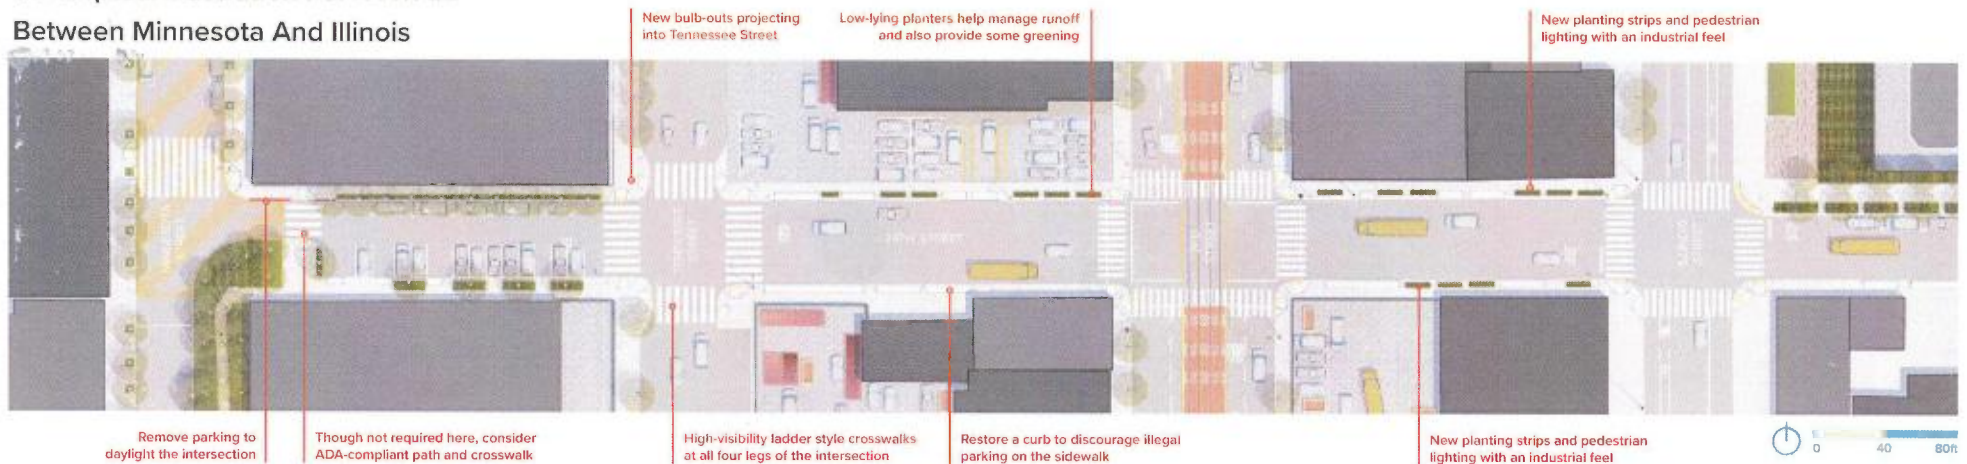 Between Minnesota And Illinois
New bulb-outs projecting
into Tennessee Street
Low-lying planters help manage runoff
and also provide some greening
New planting strips and pedestrian
lighting with an industrial feel
Remove parking to
daylight the intersection
Though not required here, consider
ADA-compliant path and crosswalk
High-visibility ladder style crosswalks
at all four legs of the intersection
Restore a curb to discourage illegal
parking on the sidewalk
New planting strips and pedestrian
lighting with an industrial feel
0 40 80ft